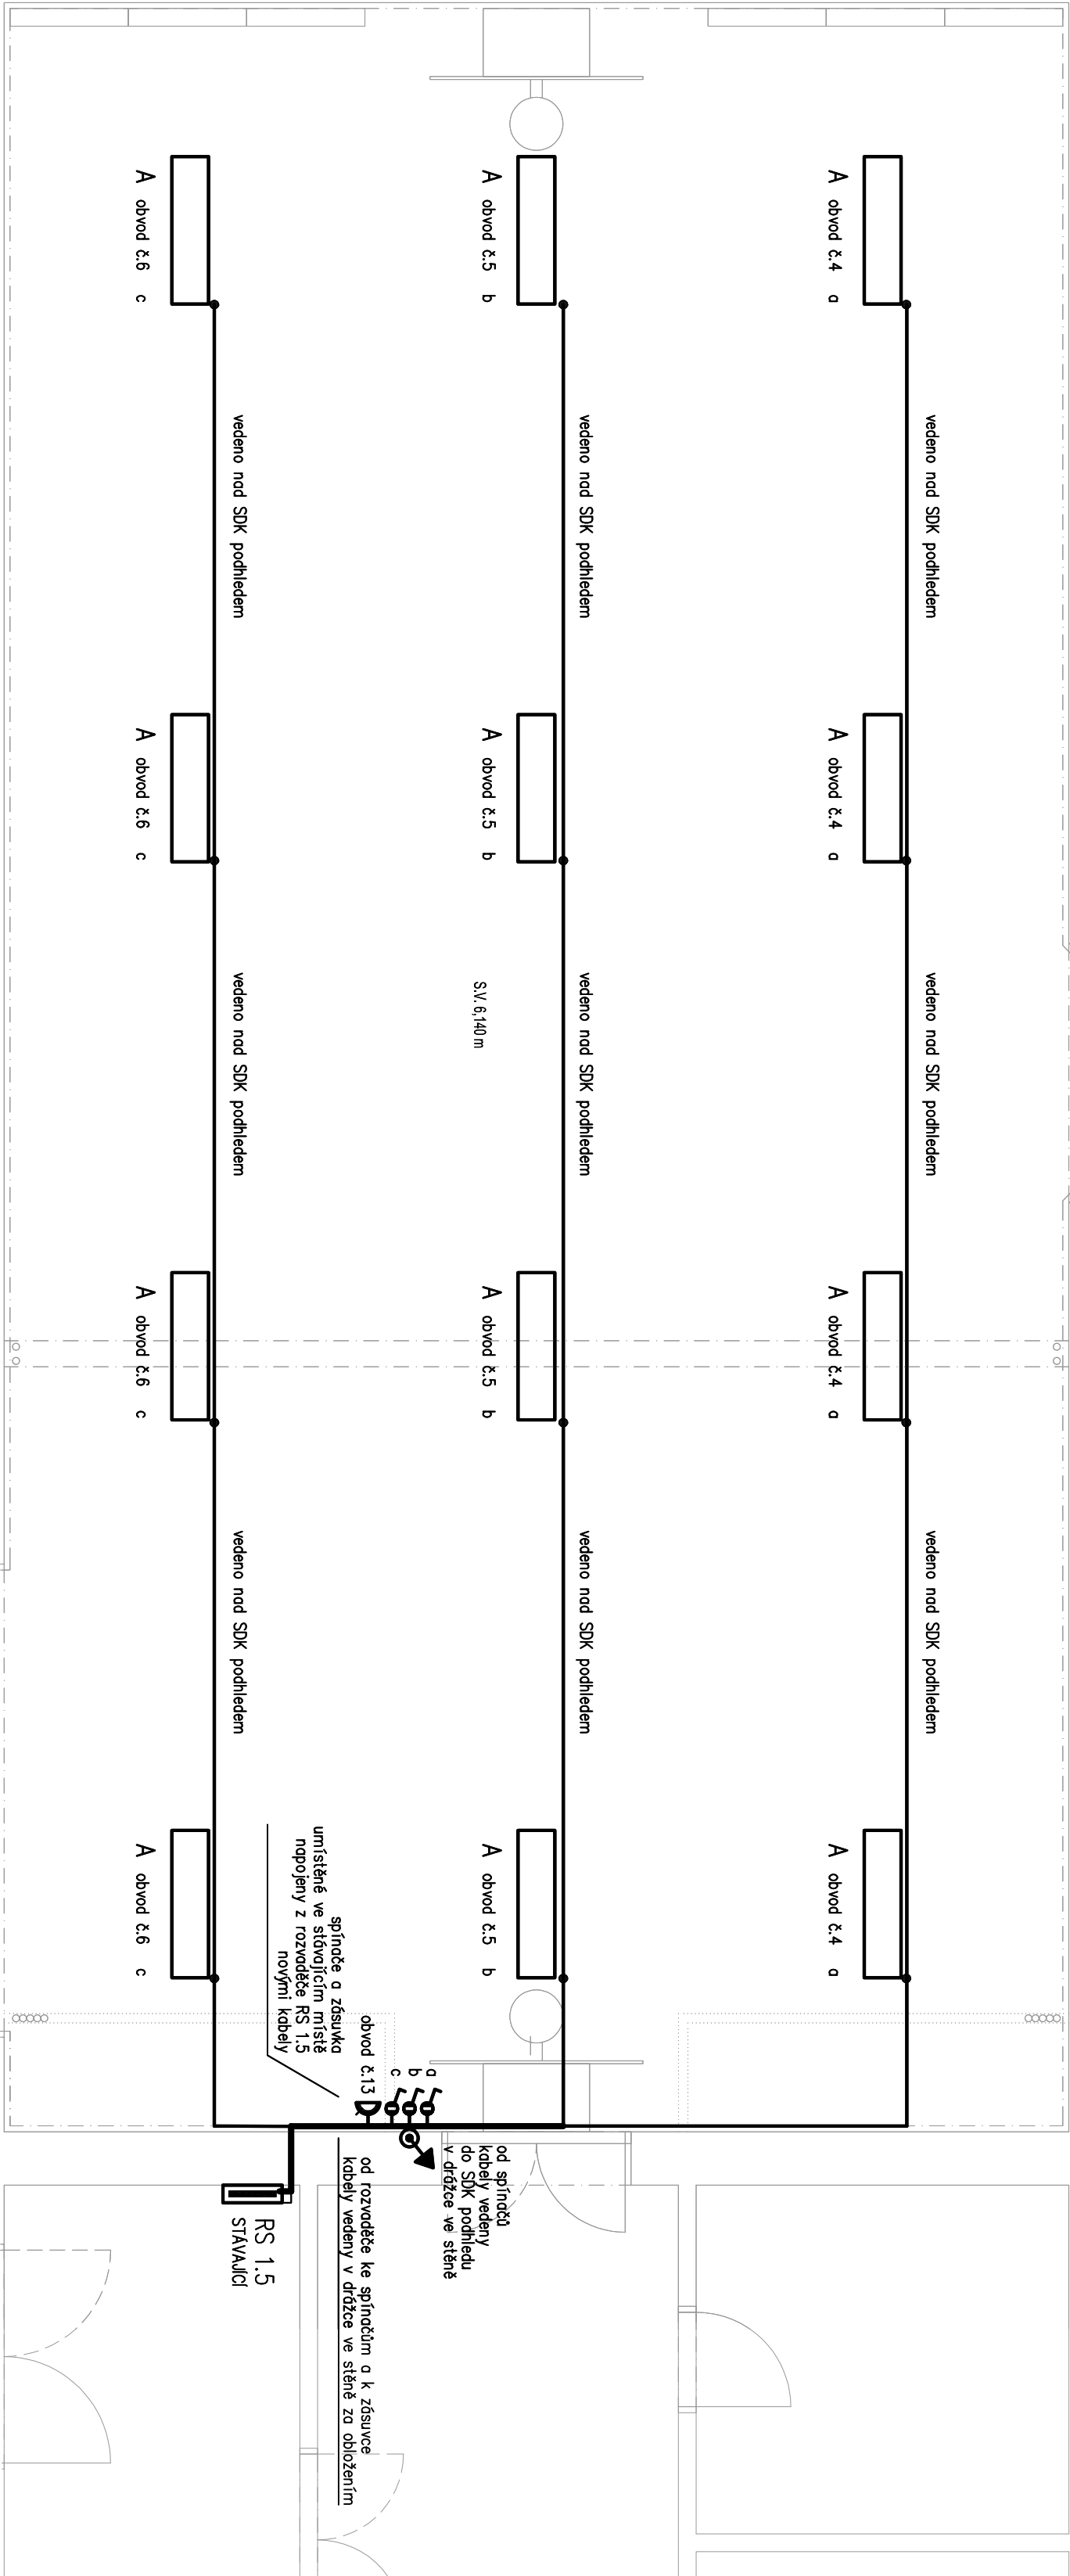 vedeno nad SDK podhledem
vedeno nad SDK podhledem
vedeno nad SDK podhledem
A obvod č.4 a
A obvod č.4 a
A obvod č.4 a
A obvod č.4 a
vedeno nad SDK podhledem
vedeno nad SDK podhledem
vedeno nad SDK podhledem
A obvod č.5 b
A obvod č.5 b
A obvod č.5 b
A obvod č.5 b
S.V. 6,140 m
od spínačů
kabely vedeny
do SDK podhledu
v drážce ve stěně
a
b
c
obvod č.13
od rozvaděče ke spínačům a k zásuvce
kabely vedeny v drážce ve stěně za obložením
spínače a zásuvka
umístěné ve stávajícím místě
napojeny z rozvaděče RS 1.5
novými kabely
RS 1.5
STÁVAJÍCÍ
vedeno nad SDK podhledem
vedeno nad SDK podhledem
vedeno nad SDK podhledem
A obvod č.6 c
A obvod č.6 c
A obvod č.6 c
A obvod č.6 c